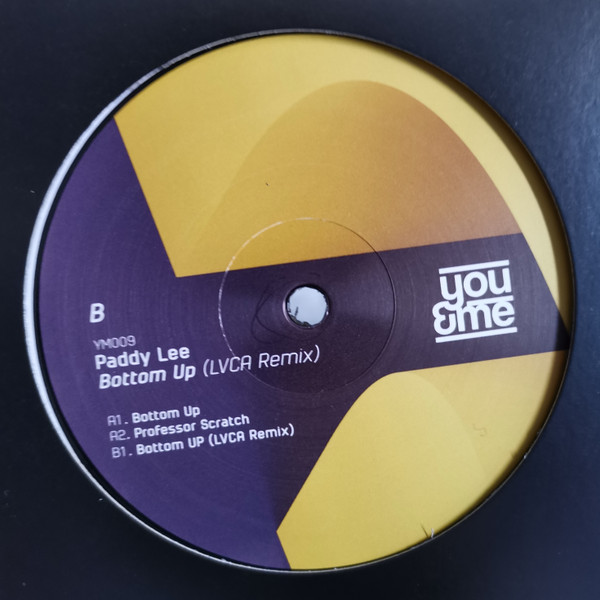 B
YM009
Paddy Lee
Bottom Up (LVCA Remix)
A1. Bottom Up
A2. Professor Scratch
B1. Bottom UP (LVCA Remix)
you
&me